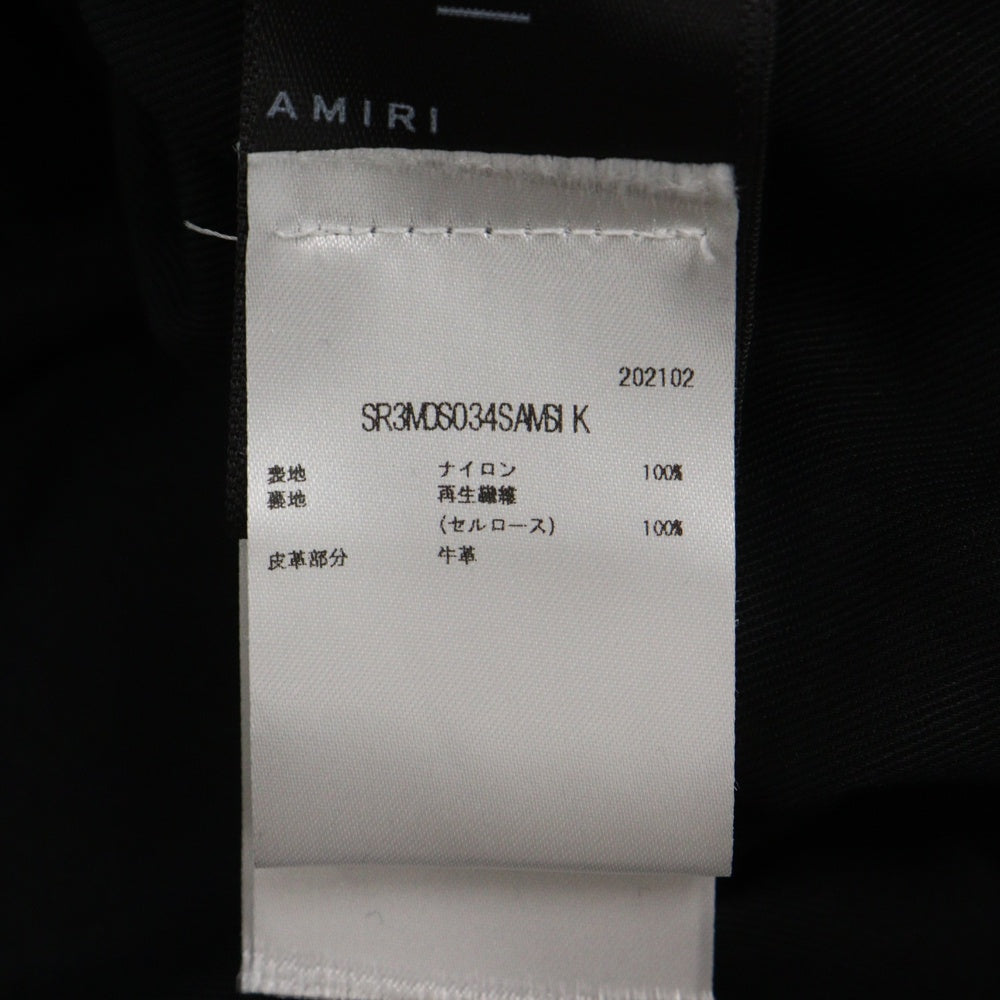 AMIRI
202102
SR3MDS034SAMSLK
表地 ナイロン 100%
裏地 再生繊維
(セルロース) 100%
皮革部分 牛革